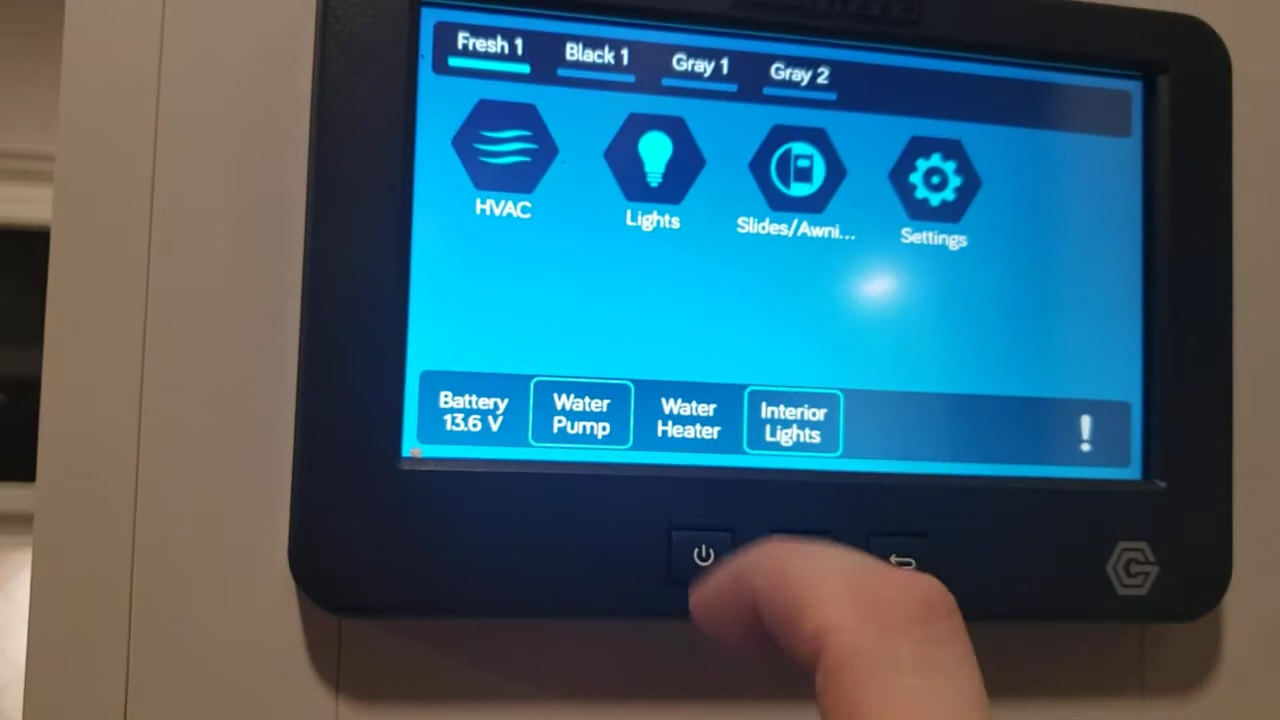 Fresh 1
Black 1
Gray 1
Gray 2
HVAC
Lights
Slides/Awni...
Settings
Battery
13.6 V
Water
Pump
Water
Heater
Interior
Lights
!